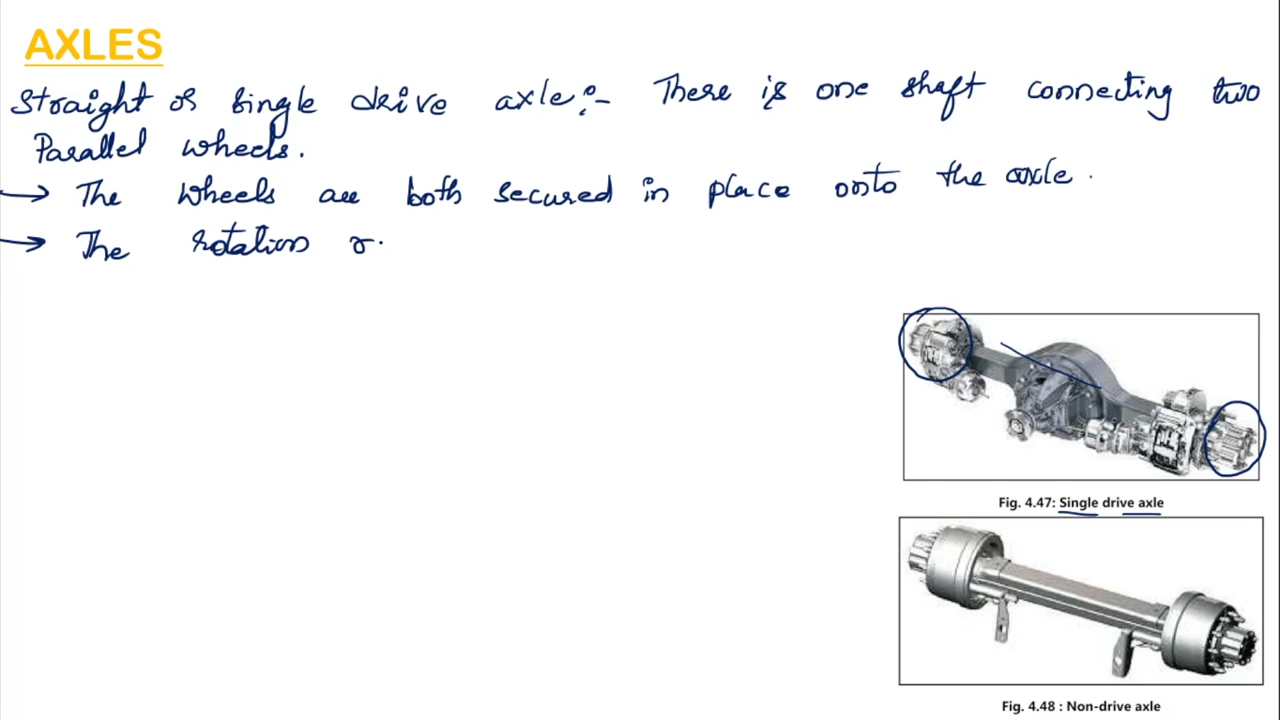 AXLES
Straight or single drive axle:- There is one shaft connecting two
Parallel wheels.
→ The wheels are both secured in place onto the axle.
→ The rotation
Fig. 4.47: Single drive axle
Fig. 4.48 : Non-drive axle